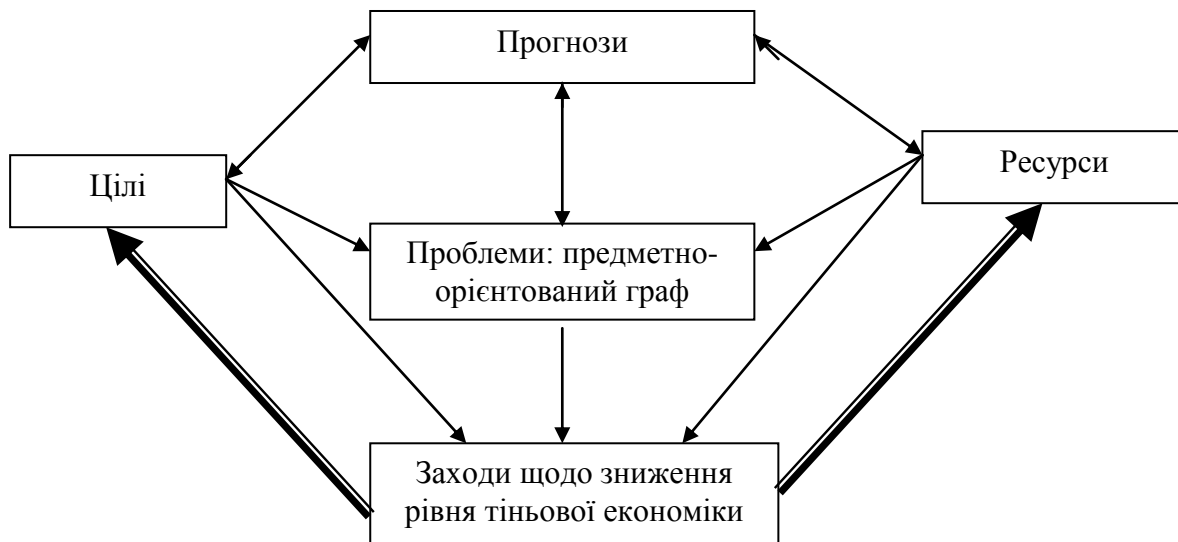 Прогнози
Цілі
Ресурси
Проблеми: предметно-
орієнтований граф
Заходи щодо зниження
рівня тіньової економіки